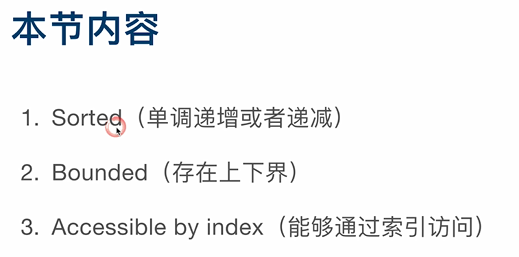 本节内容
1. Sorted（单调递增或者递减）
2. Bounded（存在上下界）
3. Accessible by index（能够通过索引访问）